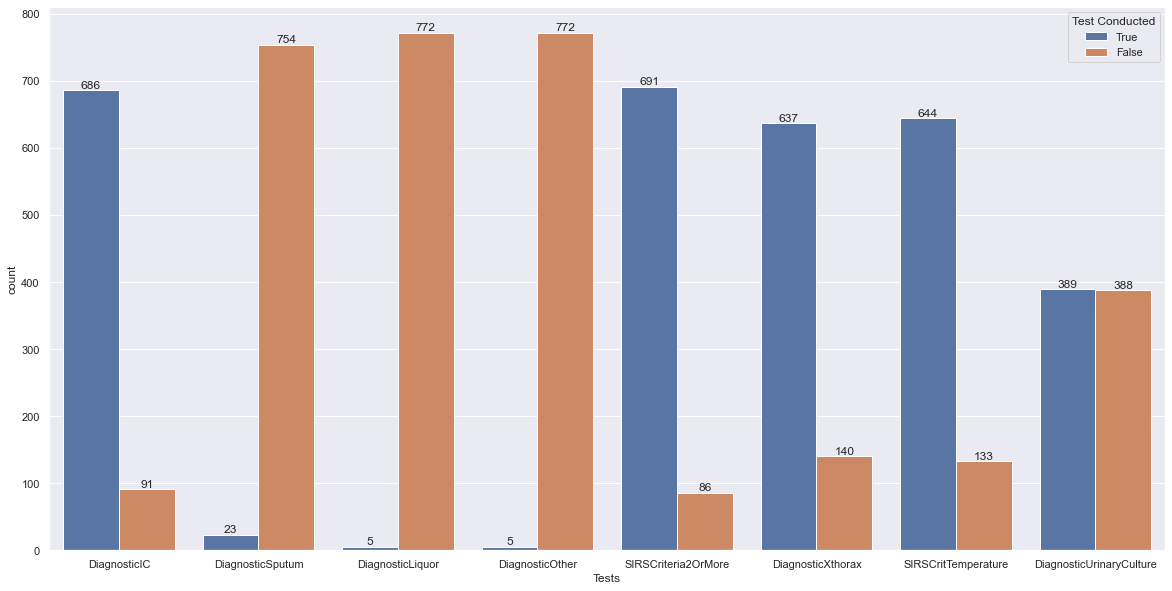 Test Conducted
True
False
800
700
600
500
400
300
200
100
0
count
686
91
23
754
5
772
5
772
691
86
637
140
644
133
389
388
DiagnosticIC
DiagnosticSputum
DiagnosticLiquor
DiagnosticOther
SIRSCriteria2OrMore
DiagnosticXthorax
SIRSCritTemperature
DiagnosticUrinaryCulture
Tests